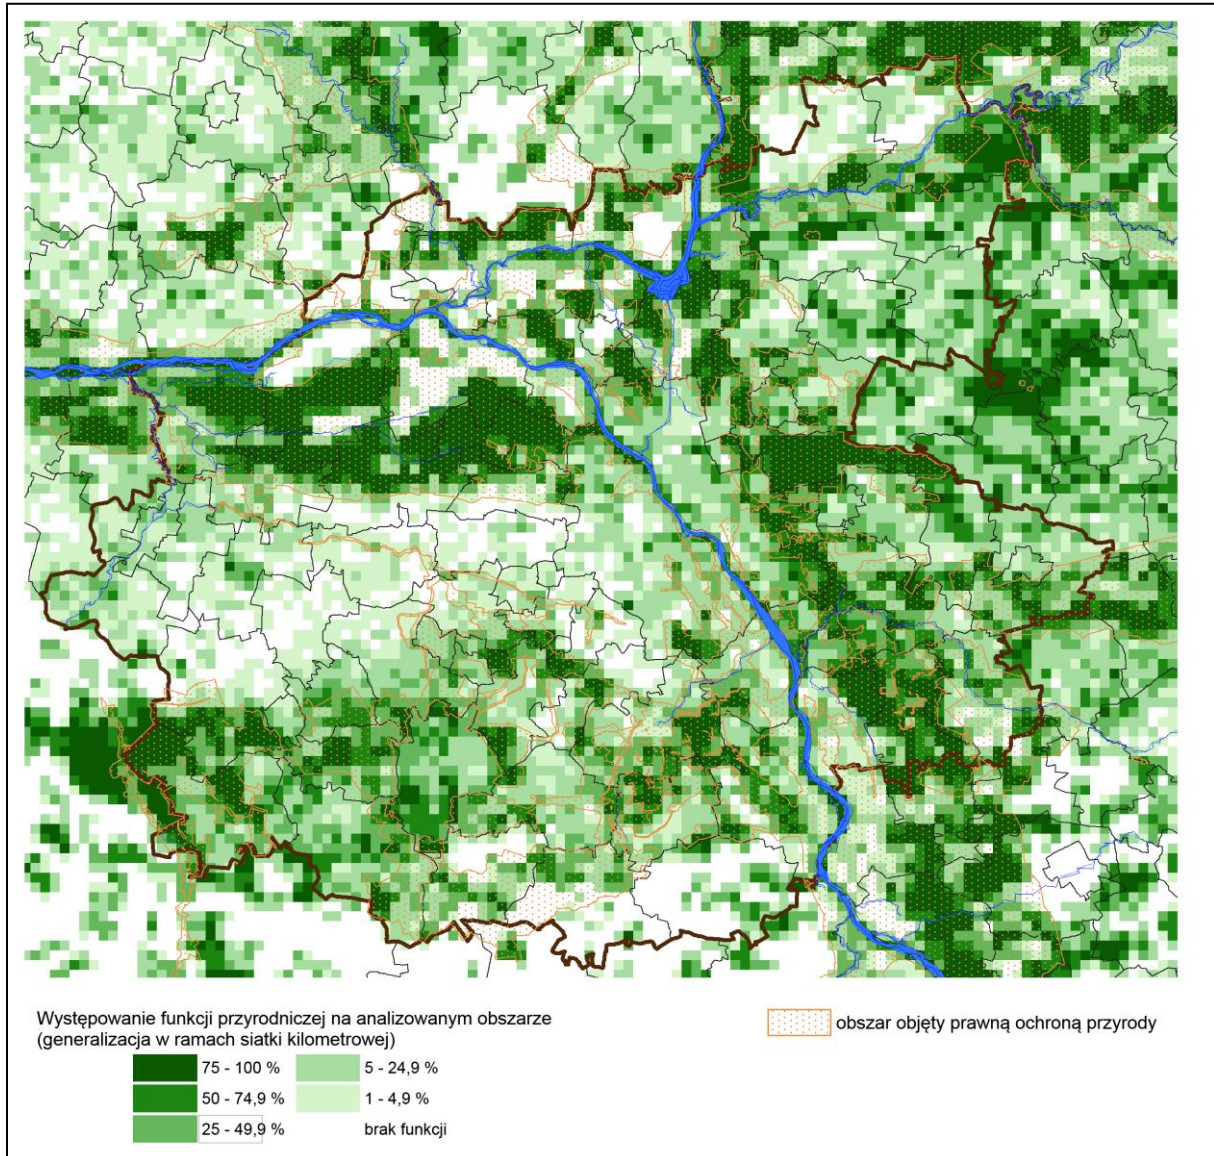 Występowanie funkcji przyrodniczej na analizowanym obszarze
(generalizacja w ramach siatki kilometrowej)
75 - 100 %
5 - 24,9 %
50 - 74,9 %
1 - 4,9 %
25 - 49,9 %
brak funkcji
obszar objęty prawną ochroną przyrody